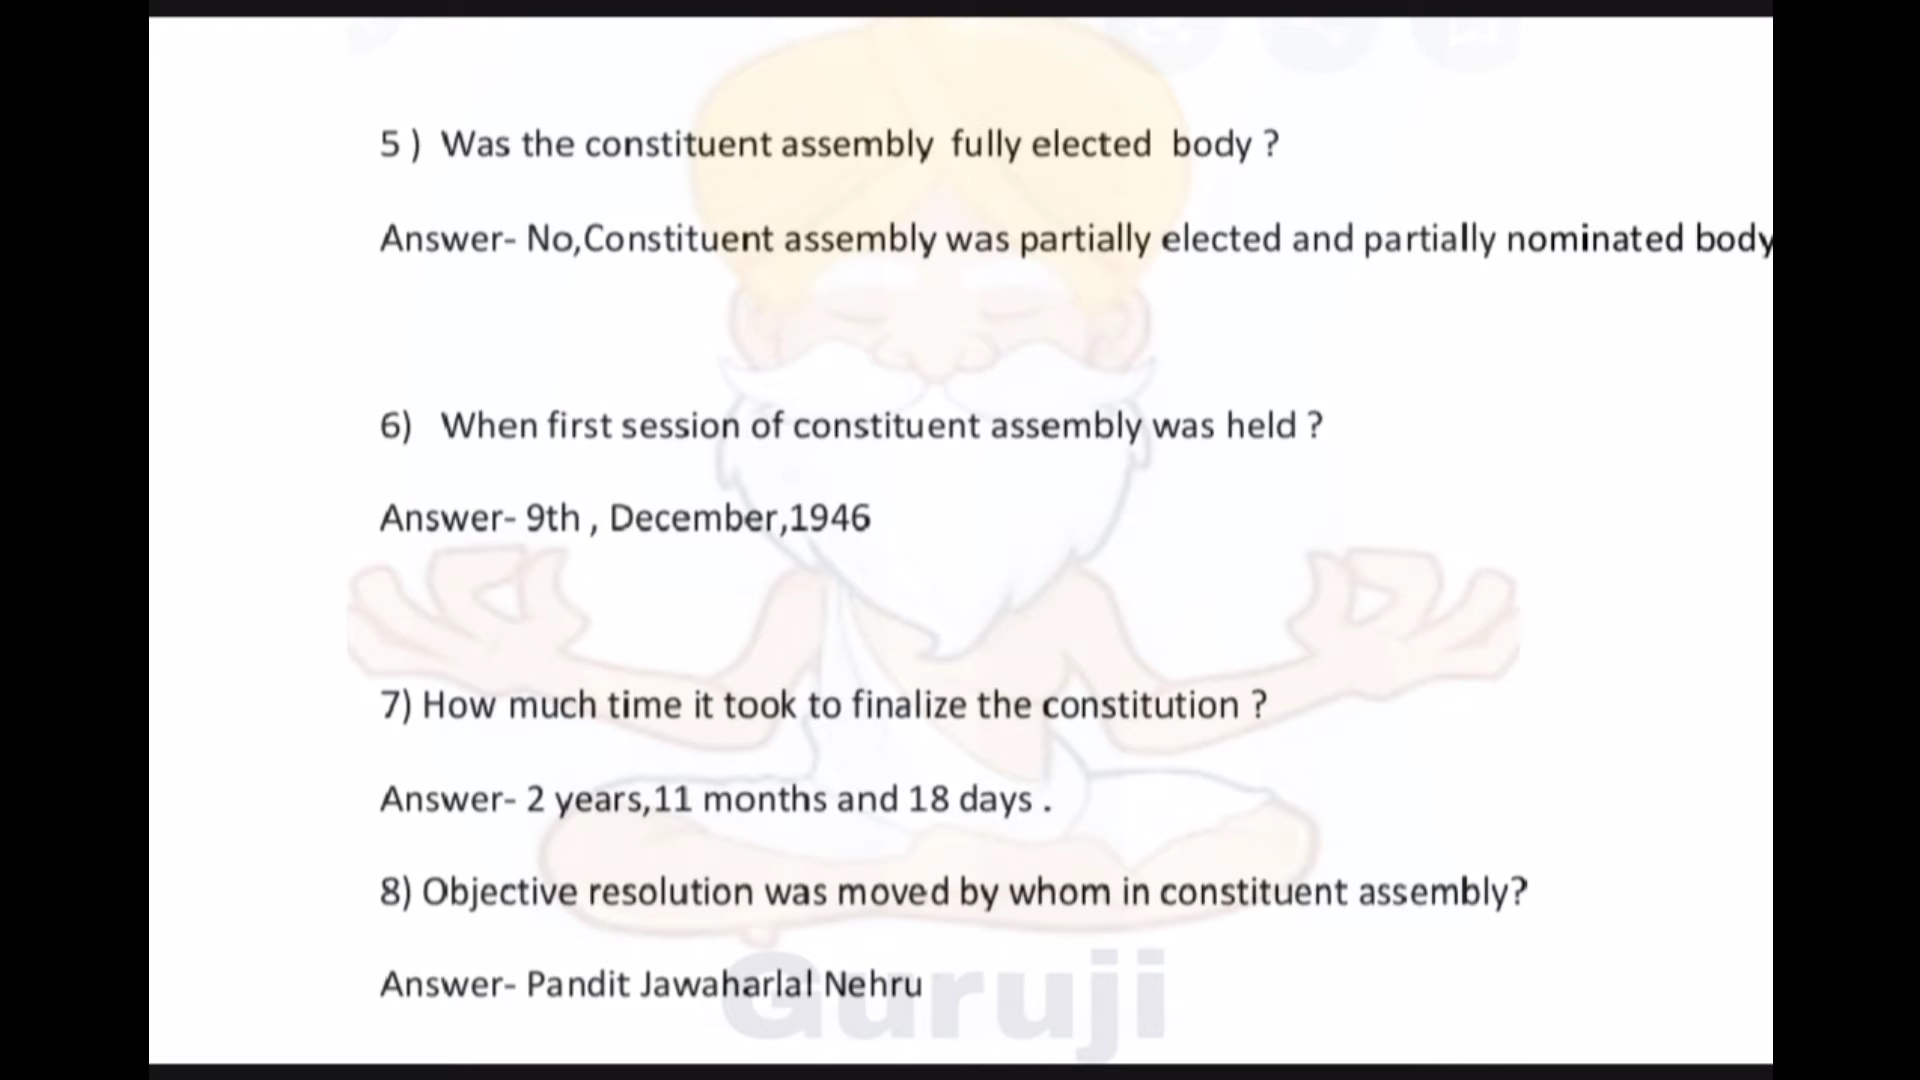 5 ) Was the constituent assembly fully elected body ?
Answer- No,Constituent assembly was partially elected and partially nominated body
6) When first session of constituent assembly was held ?
Answer- 9th , December,1946
7) How much time it took to finalize the constitution ?
Answer- 2 years,11 months and 18 days .
8) Objective resolution was moved by whom in constituent assembly?
Answer- Pandit Jawaharlal Nehru
Guruji